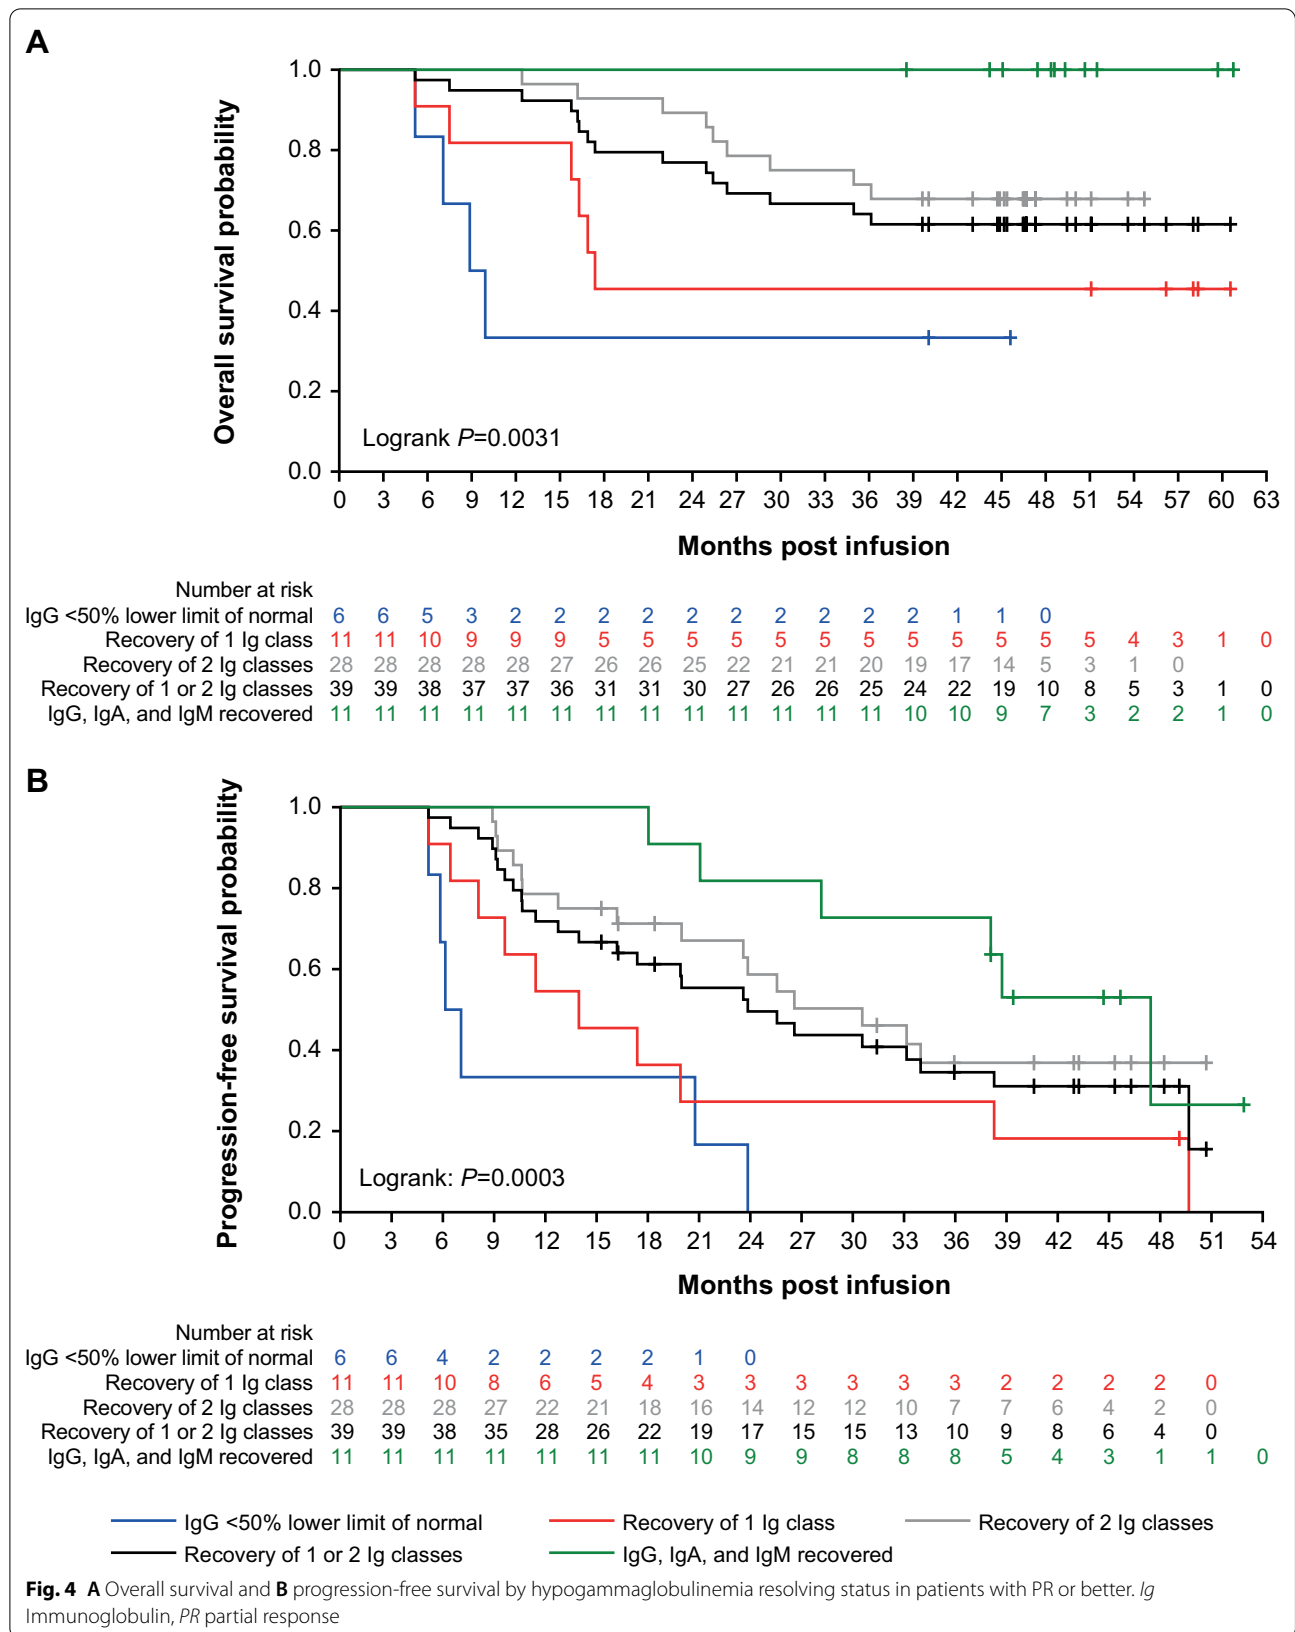 A
Overall survival probability
1.0
0.8
0.6
0.4
0.2
0.0
Logrank P=0.0031
0 3 6 9 12 15 18 21 24 27 30 33 36 39 42 45 48 51 54 57 60 63
Months post infusion
Number at risk
IgG <50% lower limit of normal 6 6 5 3 2 2 2 2 2 2 2 2 2 2 1 1 0
Recovery of 1 Ig class 11 11 10 9 9 9 5 5 5 5 5 5 5 5 5 5 5 5 4 3 1 0
Recovery of 2 Ig classes 28 28 28 28 28 27 26 26 25 22 21 21 20 19 17 14 5 3 1 0
Recovery of 1 or 2 Ig classes 39 39 38 37 37 36 31 31 30 27 26 26 25 24 22 19 10 8 5 3 1 0
IgG, IgA, and IgM recovered 11 11 11 11 11 11 11 11 11 11 11 11 11 10 10 9 7 3 2 2 1 0
B
Progression-free survival probability
1.0
0.8
0.6
0.4
0.2
0.0
Logrank: P=0.0003
0 3 6 9 12 15 18 21 24 27 30 33 36 39 42 45 48 51 54
Months post infusion
Number at risk
IgG <50% lower limit of normal 6 6 4 2 2 2 2 1 0
Recovery of 1 Ig class 11 11 10 8 6 5 4 3 3 3 3 3 3 2 2 2 2 0
Recovery of 2 Ig classes 28 28 28 27 22 21 18 16 14 12 12 10 7 7 6 4 2 0
Recovery of 1 or 2 Ig classes 39 39 38 35 28 26 22 19 17 15 15 13 10 9 8 6 4 0
IgG, IgA, and IgM recovered 11 11 11 11 11 11 11 10 9 9 8 8 8 5 4 3 1 1 0
IgG <50% lower limit of normal Recovery of 1 Ig class Recovery of 2 Ig classes
Recovery of 1 or 2 Ig classes IgG, IgA, and IgM recovered
Fig. 4 A Overall survival and B progression-free survival by hypogammaglobulinemia resolving status in patients with PR or better. Ig
Immunoglobulin, PR partial response